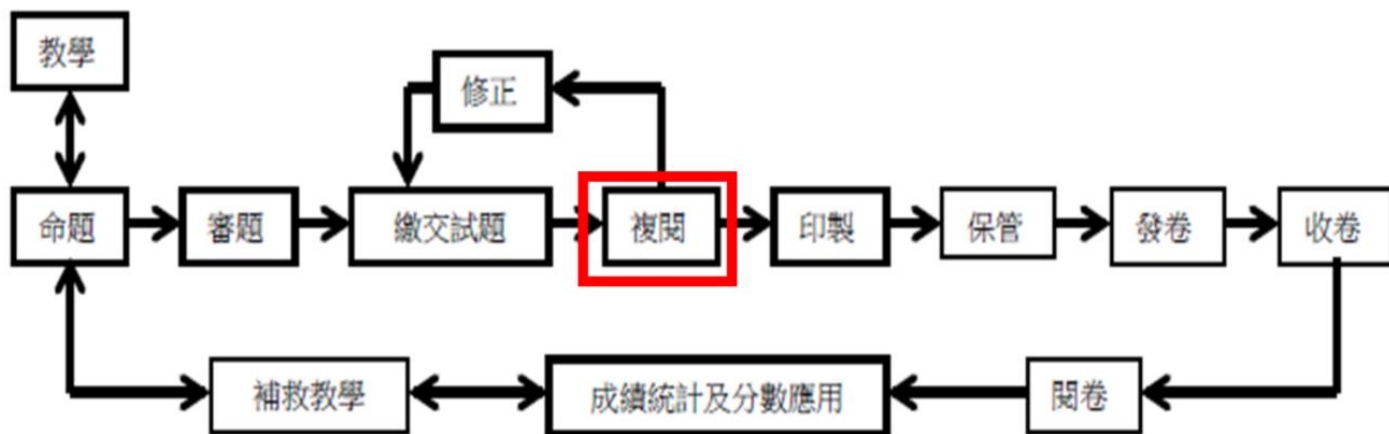 教學
修正
命題
審題
繳交試題
複閱
印製
保管
發卷
收卷
補救教學
成績統計及分數應用
閱卷